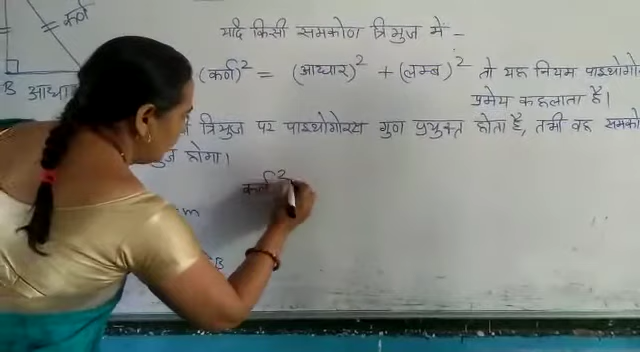 कर्ण
यदि किसी समकोण त्रिभुज में -
B आधार
(कर्ण)² = (आधार)² + (लम्ब)² तो यह नियम पाइथागो
प्रमेय कहलाता है।
त्रिभुज पर पाइथोगोरस गुण प्रयुक्त होता है, तभी वह समको
होगा।
कर्ण²
m
B